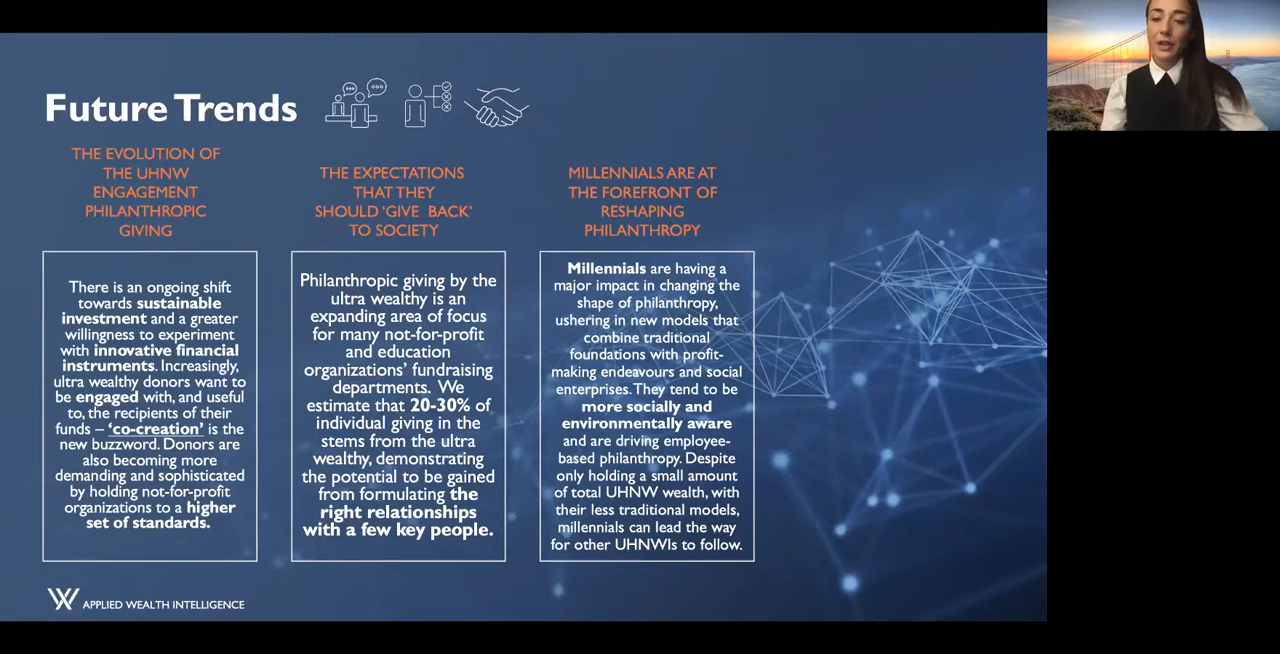 Future Trends
THE EVOLUTION OF
THE UHNW
ENGAGEMENT
PHILANTHROPIC
GIVING
There is an ongoing shift
towards sustainable
investment and a greater
willingness to experiment
with innovative financial
instruments. Increasingly,
ultra wealthy donors want to
be engaged with, and useful
to, the recipients of their
funds – ‘co-creation’ is the
new buzzword. Donors are
also becoming more
demanding and sophisticated
by holding not-for-profit
organizations to a higher
set of standards.
THE EXPECTATIONS
THAT THEY
SHOULD ‘GIVE BACK’
TO SOCIETY
Philanthropic giving by the
ultra wealthy is an
expanding area of focus
for many not-for-profit
and education
organizations’ fundraising
departments. We
estimate that 20-30% of
individual giving in the
stems from the ultra
wealthy, demonstrating
the potential to be gained
from formulating the
right relationships
with a few key people.
MILLENNIALS ARE AT
THE FOREFRONT OF
RESHAPING
PHILANTHROPY
Millennials are having a
major impact in changing the
shape of philanthropy,
ushering in new models that
combine traditional
foundations with profit-
making endeavours and social
enterprises. They tend to be
more socially and
environmentally aware
and are driving employee-
based philanthropy. Despite
only holding a small amount
of total UHNW wealth, with
their less traditional models,
millennials can lead the way
for other UHNWIs to follow.
APPLIED WEALTH INTELLIGENCE